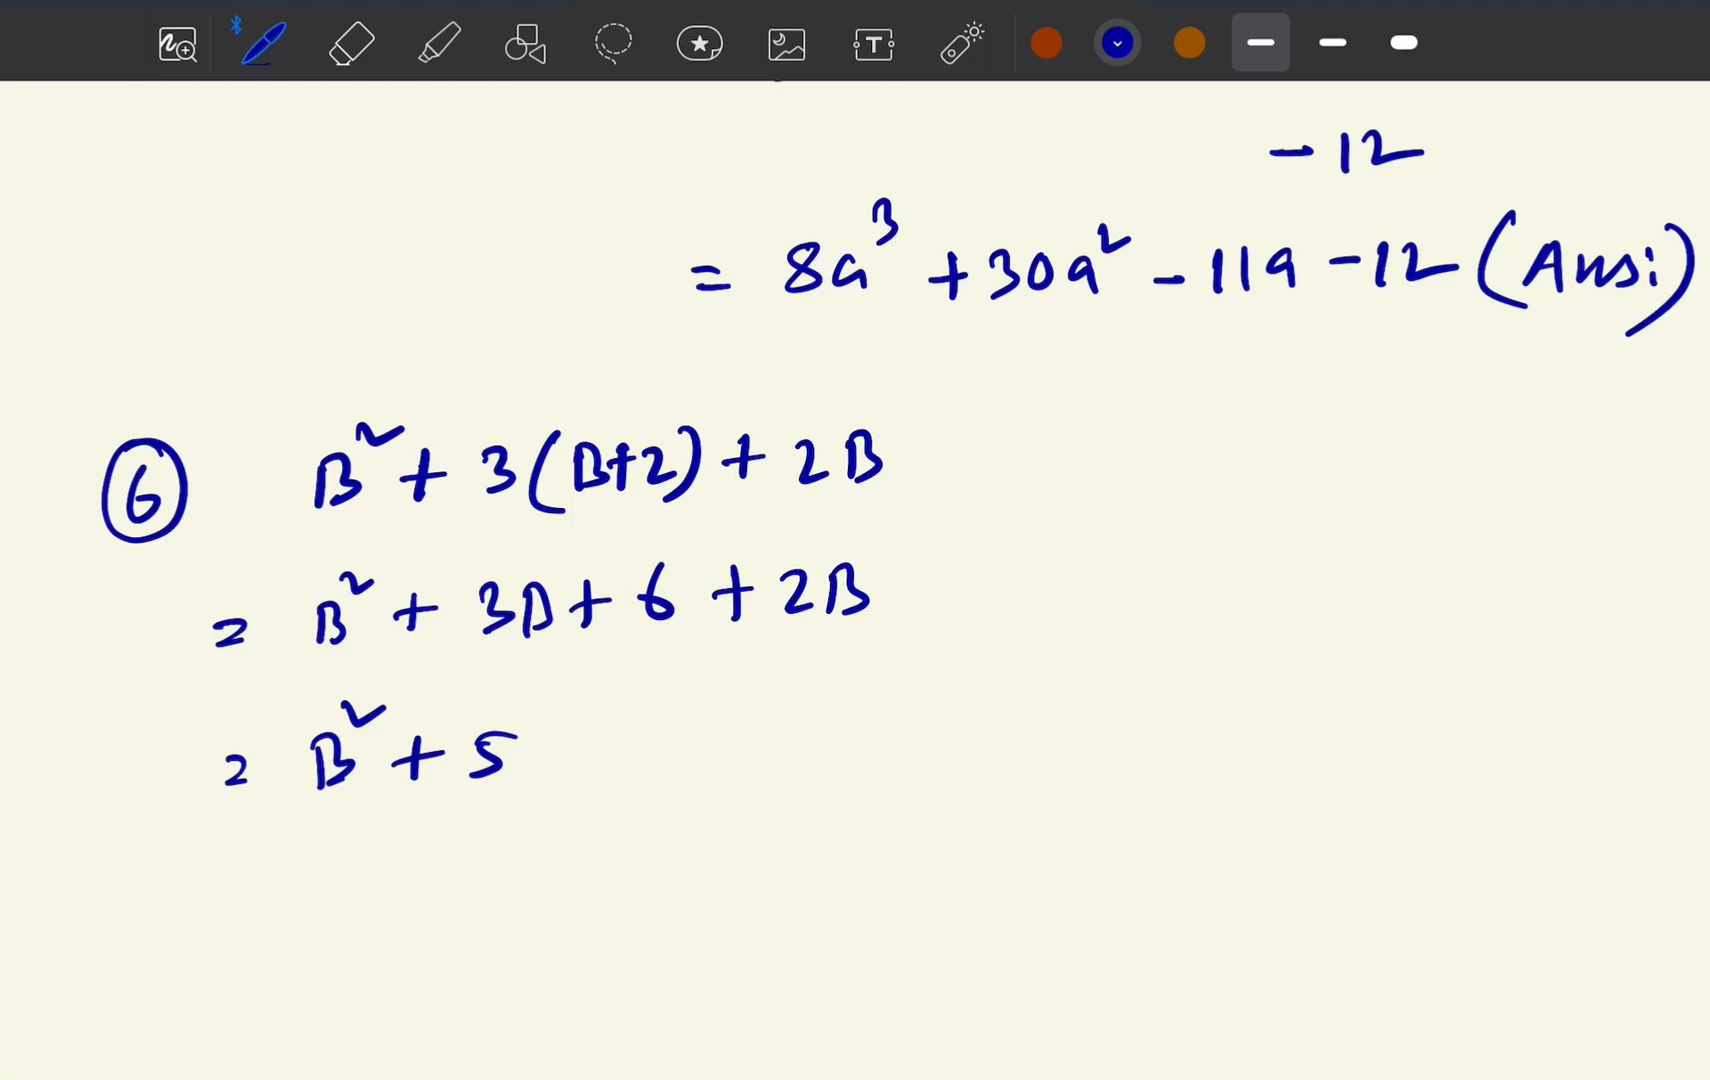 - 12
= 8a³ + 30a² - 11a - 12 (Ans:)
⑥ B² + 3(B+2) + 2B
= B² + 3B + 6 + 2B
= B² + 5